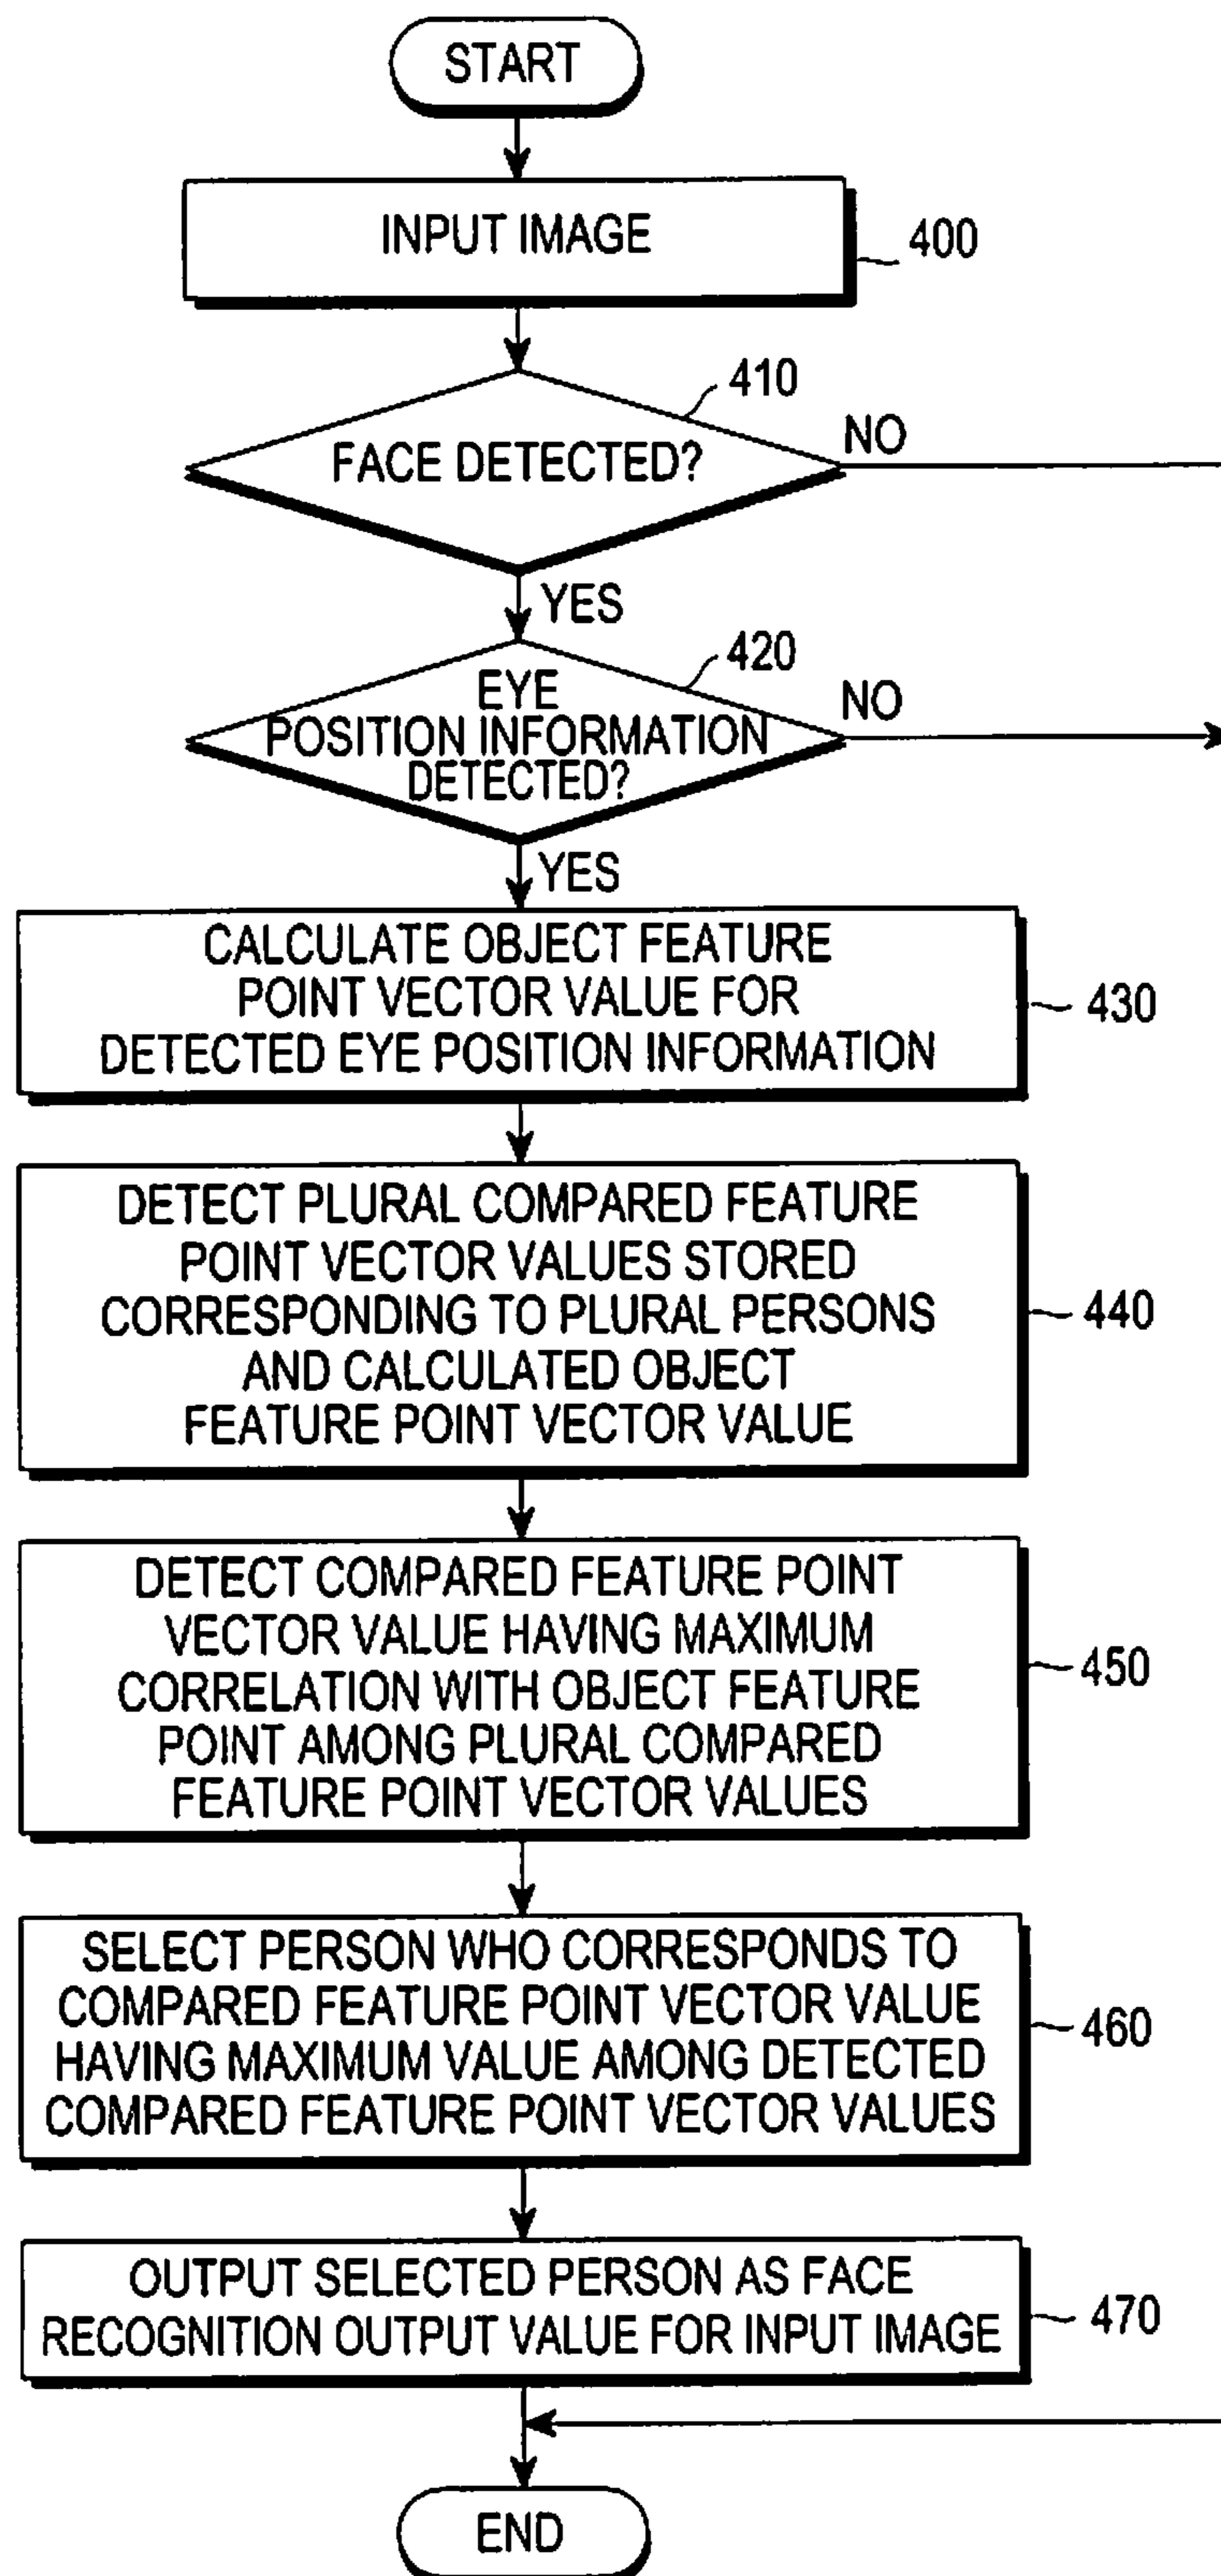 START
INPUT IMAGE
400
410
FACE DETECTED?
NO
YES
420
EYE
POSITION INFORMATION
DETECTED?
NO
YES
CALCULATE OBJECT FEATURE
POINT VECTOR VALUE FOR
DETECTED EYE POSITION INFORMATION
430
DETECT PLURAL COMPARED FEATURE
POINT VECTOR VALUES STORED
CORRESPONDING TO PLURAL PERSONS
AND CALCULATED OBJECT
FEATURE POINT VECTOR VALUE
440
DETECT COMPARED FEATURE POINT
VECTOR VALUE HAVING MAXIMUM
CORRELATION WITH OBJECT FEATURE
POINT AMONG PLURAL COMPARED
FEATURE POINT VECTOR VALUES
450
SELECT PERSON WHO CORRESPONDS TO
COMPARED FEATURE POINT VECTOR VALUE
HAVING MAXIMUM VALUE AMONG DETECTED
COMPARED FEATURE POINT VECTOR VALUES
460
OUTPUT SELECTED PERSON AS FACE
RECOGNITION OUTPUT VALUE FOR INPUT IMAGE
470
END